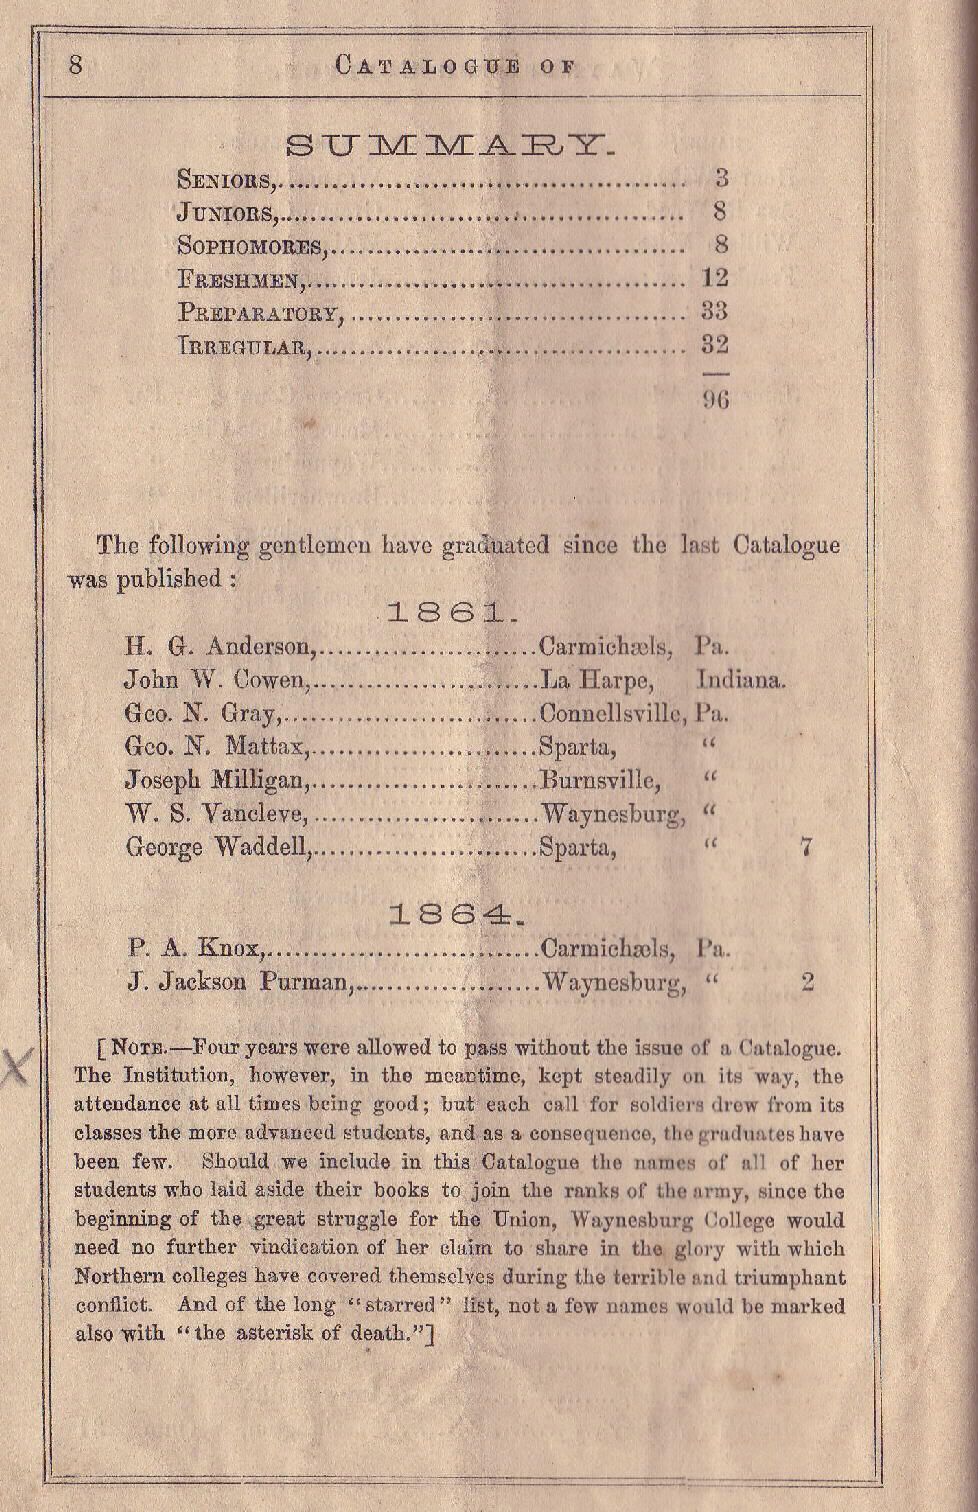 8 CATALOGUE OF
SUMMARY.
SENIORS,........................................ 3
JUNIORS,........................................ 8
SOPHOMORES,........................................ 8
FRESHMEN,........................................ 12
PREPARATORY,........................................ 33
IRREGULAR,........................................ 32
96
The following gentlemen have graduated since the last Catalogue
was published :
1861.
H. G. Anderson,........................Carmichæls, Pa.
John W. Cowen,........................La Harpe, Indiana.
Geo. N. Gray,........................Connellsville, Pa.
Geo. N. Mattax,........................Sparta, “
Joseph Milligan,........................Burnsville, “
W. S. Vancleve,........................Waynesburg, “
George Waddell,........................Sparta, “ 7
1864.
P. A. Knox,........................Carmichæls, Pa.
J. Jackson Purman,........................Waynesburg, “ 2
[ NOTE.—Four years were allowed to pass without the issue of a Catalogue.
The Institution, however, in the meantime, kept steadily on its way, the
attendance at all times being good; but each call for soldiers drew from its
classes the more advanced students, and as a consequence, the graduates have
been few. Should we include in this Catalogue the names of all of her
students who laid aside their books to join the ranks of the army, since the
beginning of the great struggle for the Union, Waynesburg College would
need no further vindication of her claim to share in the glory with which
Northern colleges have covered themselves during the terrible and triumphant
conflict. And of the long “starred” list, not a few names would be marked
also with “the asterisk of death.”]